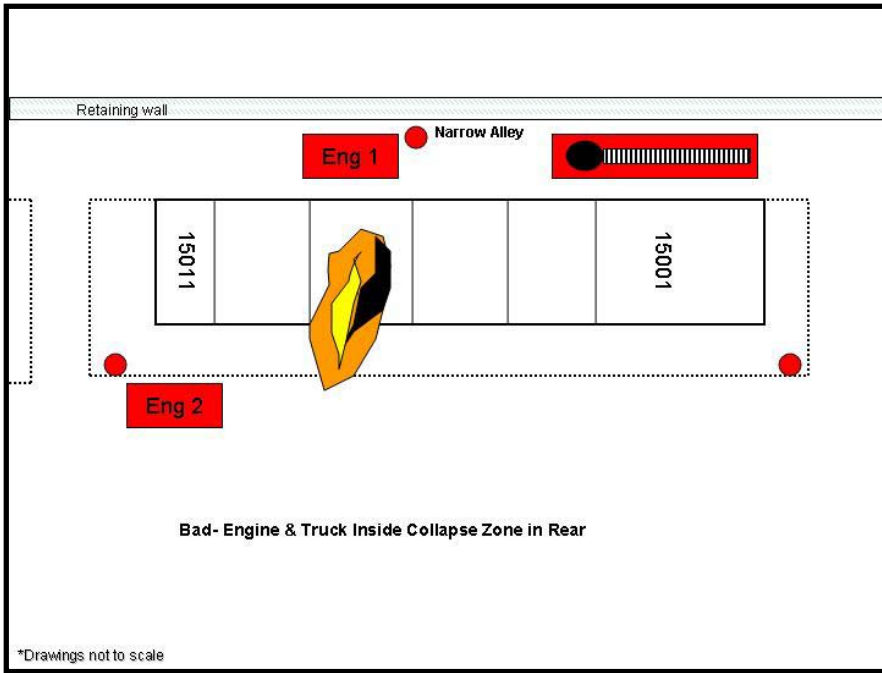 Retaining wall
Narrow Alley
Eng 1
15011
15001
Eng 2
Bad- Engine & Truck Inside Collapse Zone in Rear
*Drawings not to scale